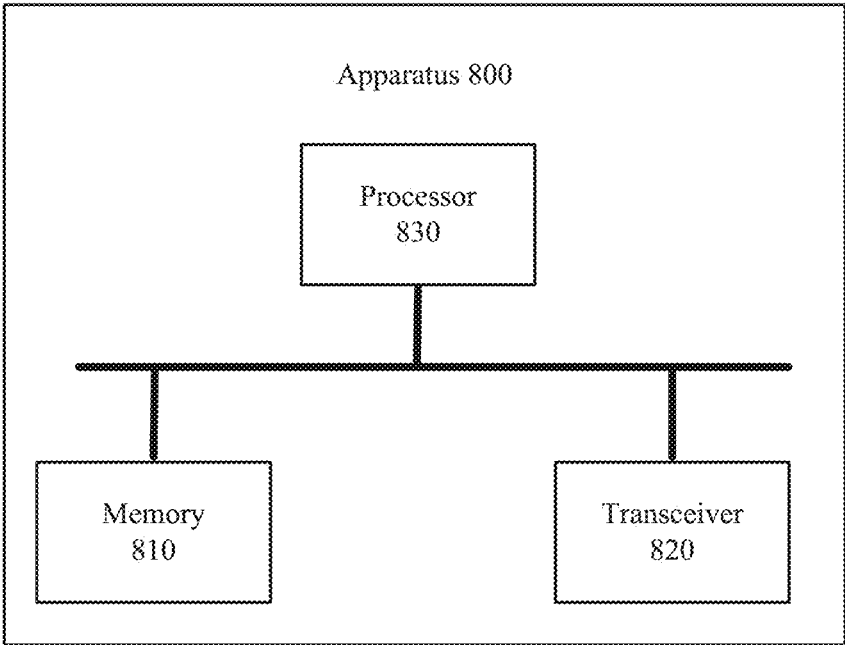 Apparatus 800
Processor
830
Memory
810
Transceiver
820